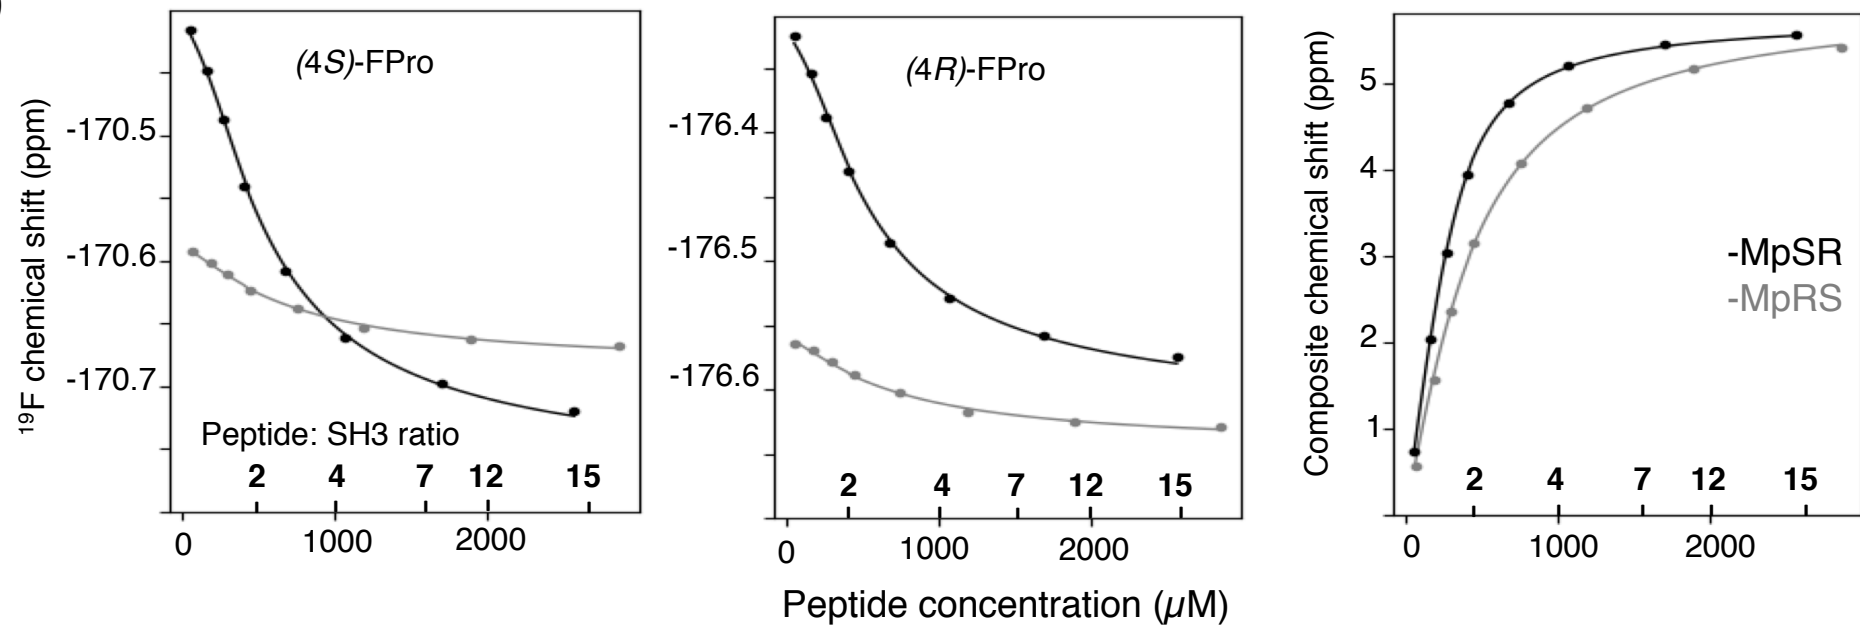 )
(4S)-FPro
19F chemical shift (ppm)
-170.5
-170.6
-170.7
Peptide: SH3 ratio
2 4 7 12 15
0 1000 2000
(4R)-FPro
-176.4
-176.5
-176.6
2 4 7 12 15
0 1000 2000
Peptide concentration (µM)
Composite chemical shift (ppm)
5
4
3
2
1
-MpSR
-MpRS
2 4 7 12 15
0 1000 2000